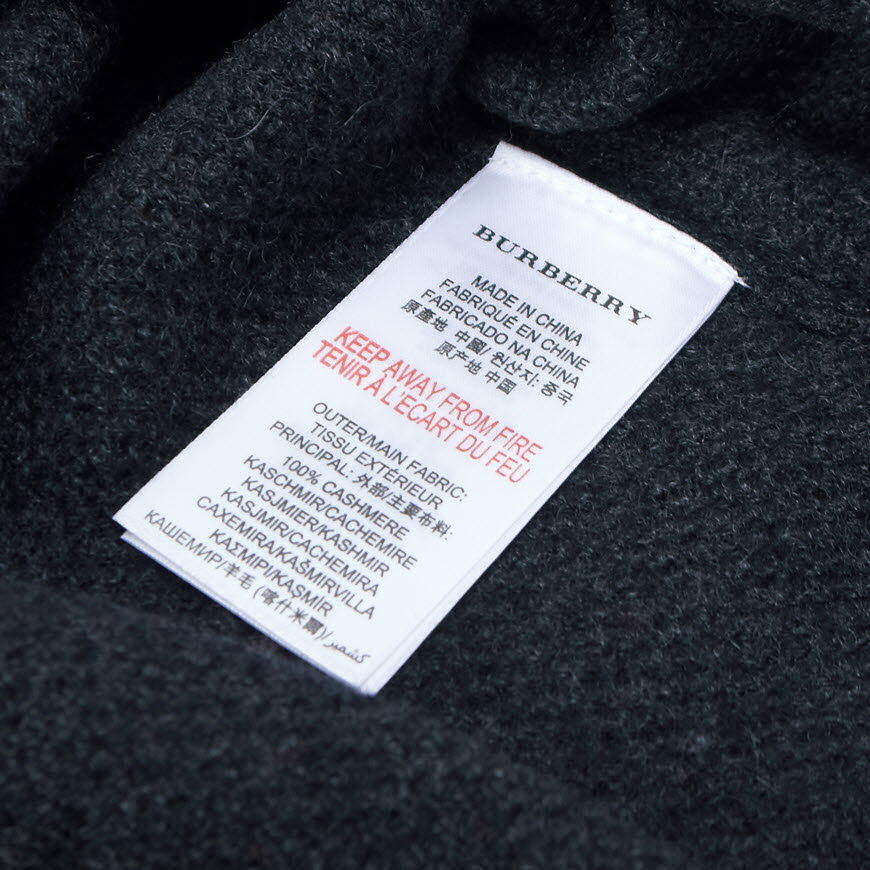 BURBERRY
MADE IN CHINA
FABRIQUÉ EN CHINE
FABRICADO NA CHINA
原產地 中國/ 원산지: 중국
原产地 中国
KEEP AWAY FROM FIRE
TENIR À L'ECART DU FEU
OUTER/MAIN FABRIC:
TISSU EXTÉRIEUR
PRINCIPAL: 外部/主要布料:
100% CASHMERE
KASCHMIR/CACHEMIRE
KASJMIER/KASHMIR
KASJMIR/CACHEMIRA
CAXEMIRA/KAŠMIRVILLA
ΚΑΣΜΙΡΙ/KAŞMİR
КАШЕМИР/羊毛 (喀什米爾)/كشمير